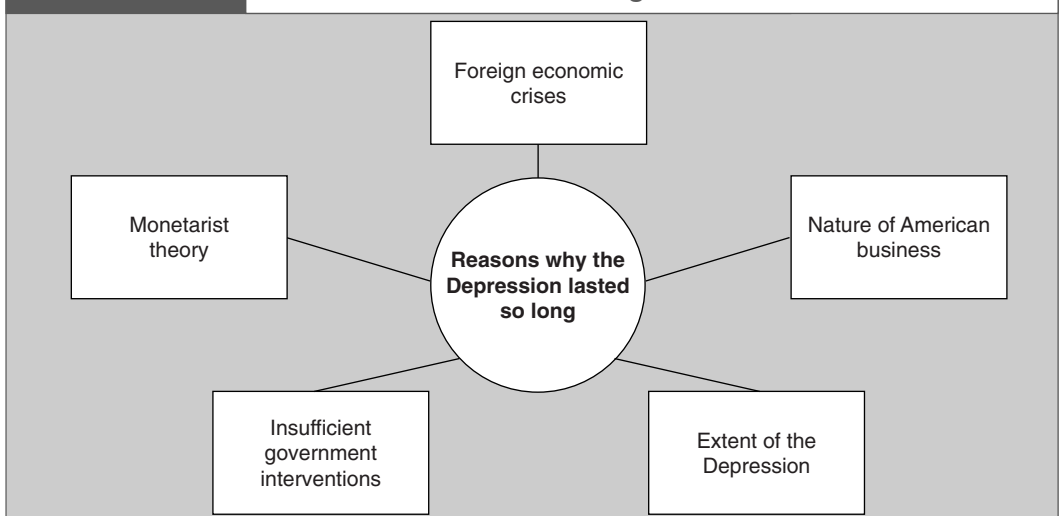 Foreign economic
crises
Monetarist
theory
Nature of American
business
Reasons why the
Depression lasted
so long
Insufficient
government
interventions
Extent of the
Depression